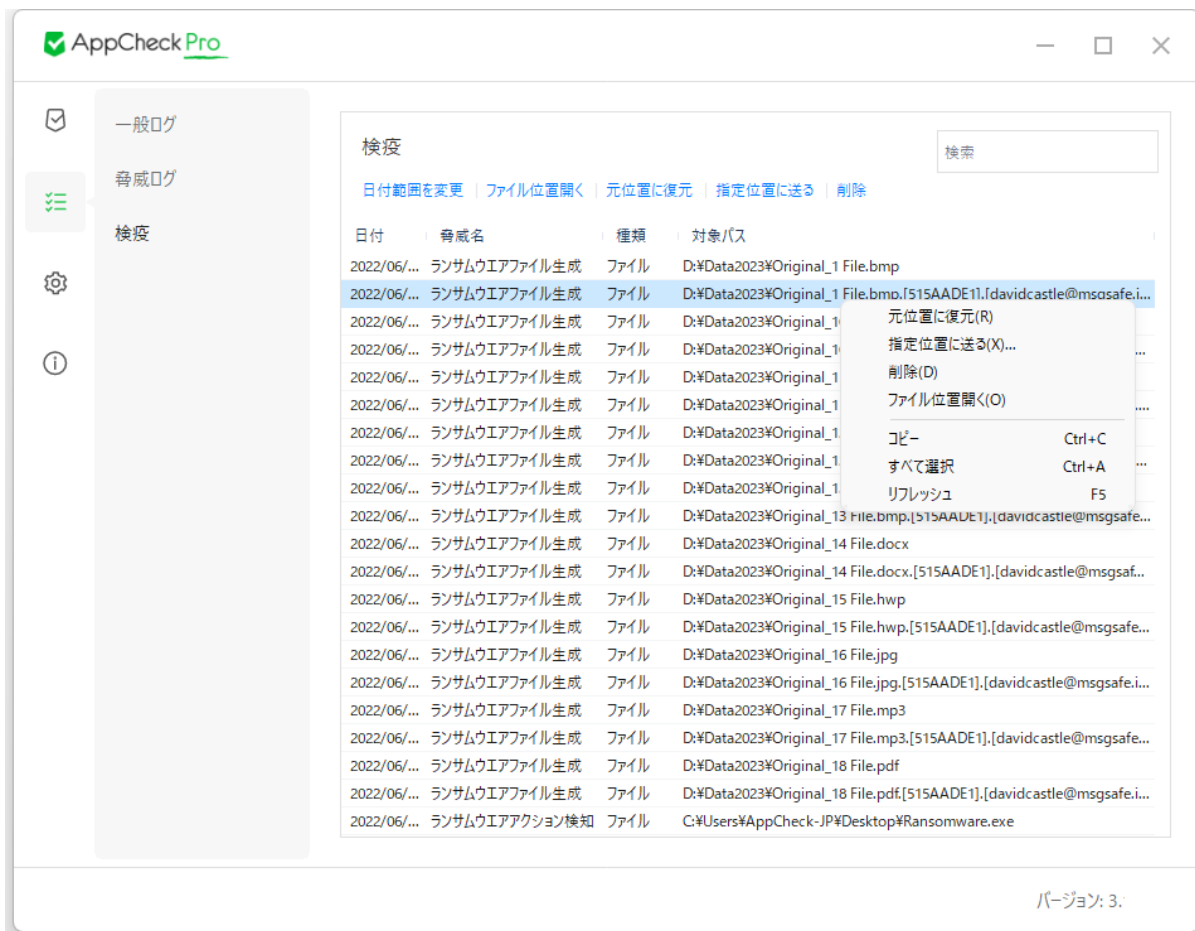 AppCheck Pro
一般ログ
脅威ログ
検疫
検疫
検索
日付範囲を変更 ファイル位置開く 元位置に復元 指定位置に送る 削除
日付 脅威名 種類 対象パス
2022/06/... ランサムウエアファイル生成 ファイル D:¥Data2023¥Original_1 File.bmp
2022/06/... ランサムウエアファイル生成 ファイル D:¥Data2023¥Original_1 File.bmp.[515AADE1].[davidcastle@msgsafe.i...
2022/06/... ランサムウエアファイル生成 ファイル D:¥Data2023¥Original_1
2022/06/... ランサムウエアファイル生成 ファイル D:¥Data2023¥Original_1 ...
2022/06/... ランサムウエアファイル生成 ファイル D:¥Data2023¥Original_1
2022/06/... ランサムウエアファイル生成 ファイル D:¥Data2023¥Original_1 ...
2022/06/... ランサムウエアファイル生成 ファイル D:¥Data2023¥Original_1
2022/06/... ランサムウエアファイル生成 ファイル D:¥Data2023¥Original_1 ...
2022/06/... ランサムウエアファイル生成 ファイル D:¥Data2023¥Original_1
元位置に復元(R)
指定位置に送る(X)...
削除(D)
ファイル位置開く(O)
コピー Ctrl+C
すべて選択 Ctrl+A
リフレッシュ F5
2022/06/... ランサムウエアファイル生成 ファイル D:¥Data2023¥Original_13 File.bmp.[515AADE1].[davidcastle@msgsafe...
2022/06/... ランサムウエアファイル生成 ファイル D:¥Data2023¥Original_14 File.docx
2022/06/... ランサムウエアファイル生成 ファイル D:¥Data2023¥Original_14 File.docx.[515AADE1].[davidcastle@msgsaf...
2022/06/... ランサムウエアファイル生成 ファイル D:¥Data2023¥Original_15 File.hwp
2022/06/... ランサムウエアファイル生成 ファイル D:¥Data2023¥Original_15 File.hwp.[515AADE1].[davidcastle@msgsafe...
2022/06/... ランサムウエアファイル生成 ファイル D:¥Data2023¥Original_16 File.jpg
2022/06/... ランサムウエアファイル生成 ファイル D:¥Data2023¥Original_16 File.jpg.[515AADE1].[davidcastle@msgsafe.i...
2022/06/... ランサムウエアファイル生成 ファイル D:¥Data2023¥Original_17 File.mp3
2022/06/... ランサムウエアファイル生成 ファイル D:¥Data2023¥Original_17 File.mp3.[515AADE1].[davidcastle@msgsafe...
2022/06/... ランサムウエアファイル生成 ファイル D:¥Data2023¥Original_18 File.pdf
2022/06/... ランサムウエアファイル生成 ファイル D:¥Data2023¥Original_18 File.pdf.[515AADE1].[davidcastle@msgsafe.i...
2022/06/... ランサムウエアアクション検知 ファイル C:¥Users¥AppCheck-JP¥Desktop¥Ransomware.exe
バージョン: 3.